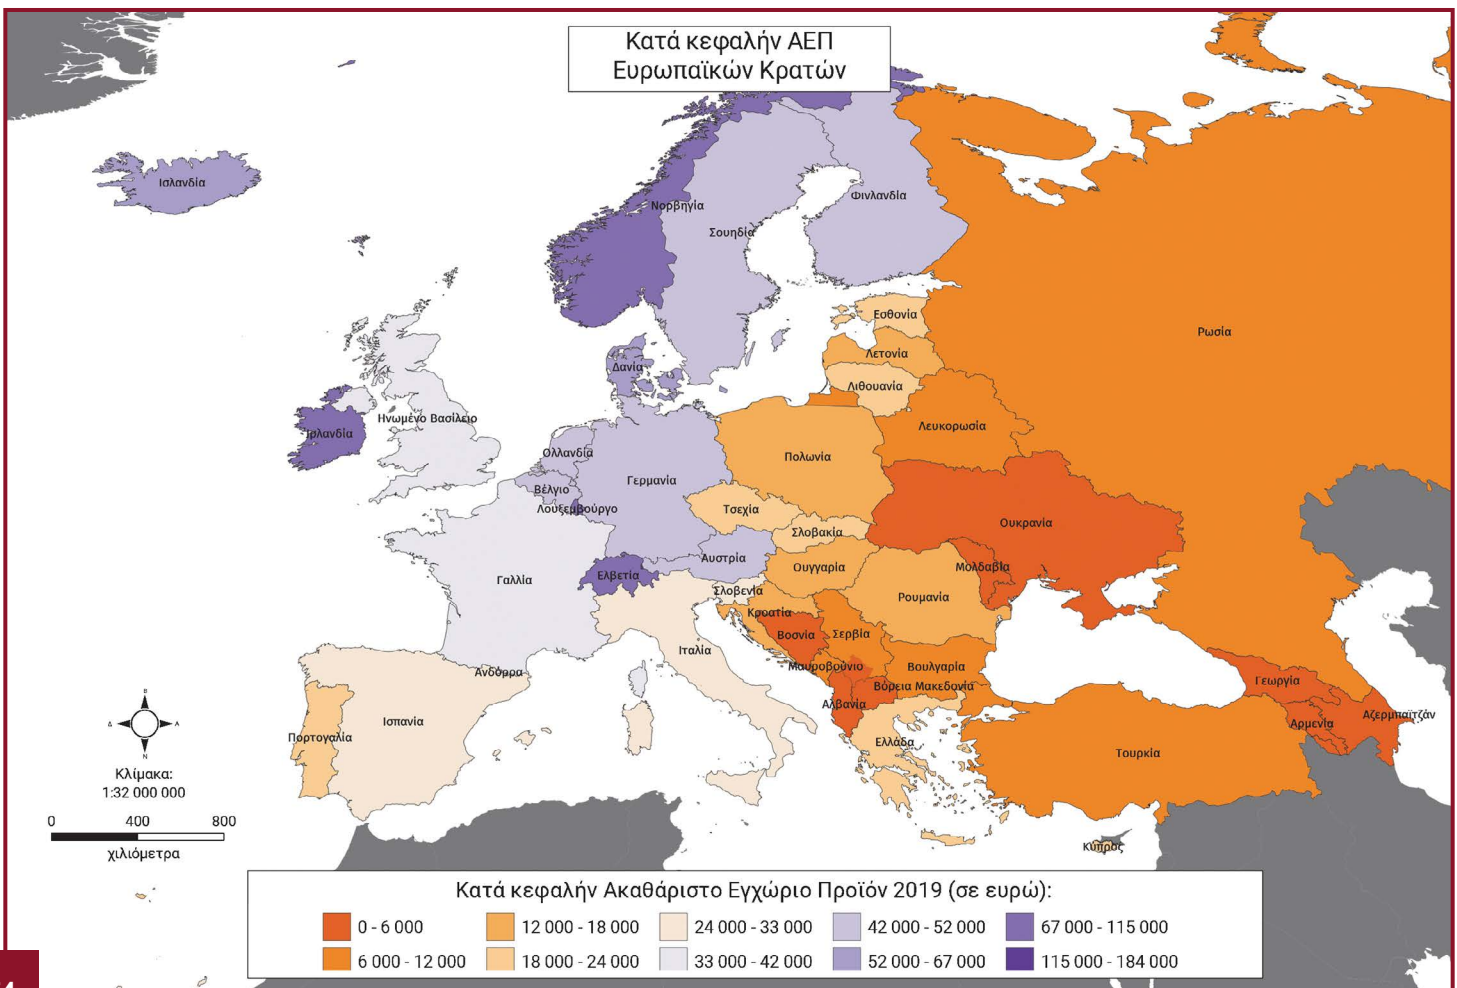 Κατά κεφαλήν ΑΕΠ
Ευρωπαϊκών Κρατών
Ισλανδία
Νορβηγία
Φινλανδία
Σουηδία
Εσθονία
Ρωσία
Λετονία
Δανία
Λιθουανία
Ηνωμένο Βασίλειο
Ιρλανδία
Λευκορωσία
Ολλανδία
Πολωνία
Γερμανία
Βέλγιο
Λουξεμβούργο
Τσεχία
Ουκρανία
Σλοβακία
Αυστρία
Ουγγαρία
Μολδαβία
Ελβετία
Γαλλία
Σλοβενία
Ρουμανία
Κροατία
Βοσνία
Σερβία
Ιταλία
Μαυροβούνιο
Βουλγαρία
Ανδόρρα
Γεωργία
Βόρεια Μακεδονία
Αλβανία
Αζερμπαϊτζάν
Ισπανία
Αρμενία
Πορτογαλία
Ελλάδα
Τουρκία
Κύπρος
Β
Δ Α
Ν
Κλίμακα:
1:32 000 000
0 400 800
χιλιόμετρα
Κατά κεφαλήν Ακαθάριστο Εγχώριο Προϊόν 2019 (σε ευρώ):
0 - 6 000 12 000 - 18 000 24 000 - 33 000 42 000 - 52 000 67 000 - 115 000
6 000 - 12 000 18 000 - 24 000 33 000 - 42 000 52 000 - 67 000 115 000 - 184 000